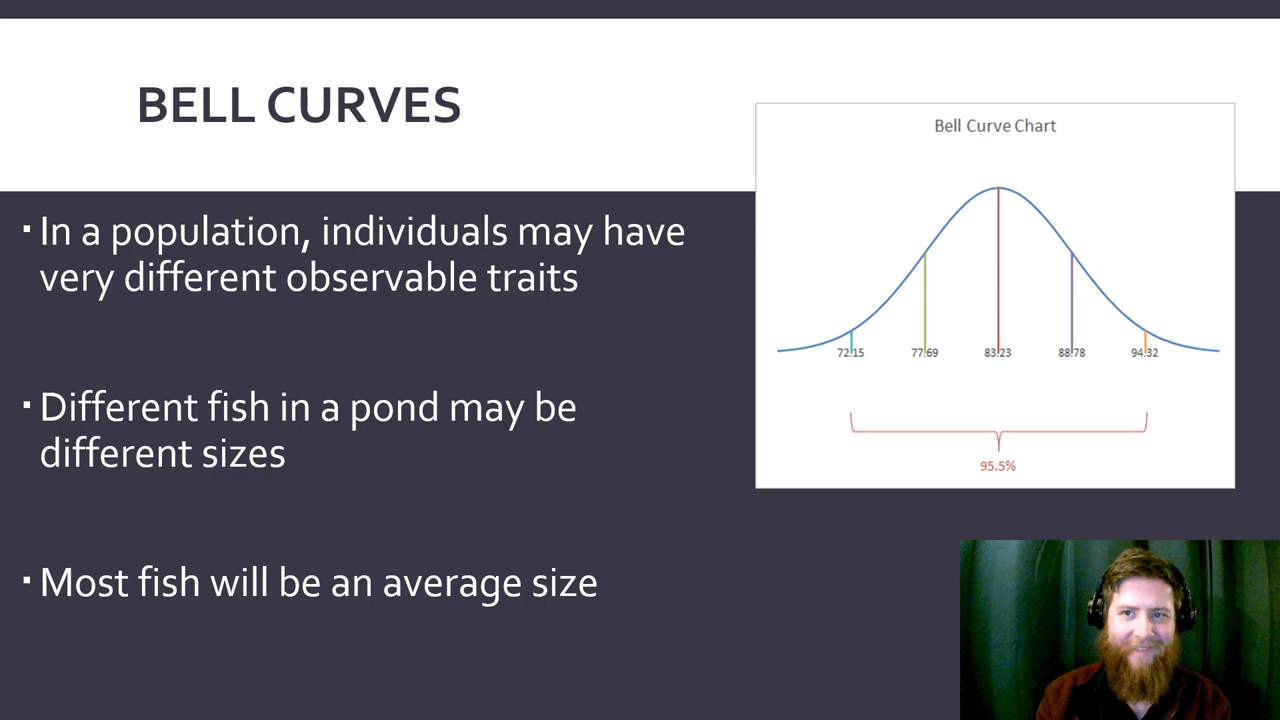 BELL CURVES
▪ In a population, individuals may have
very different observable traits
▪ Different fish in a pond may be
different sizes
▪ Most fish will be an average size
Bell Curve Chart
72.15 77.69 83.23 88.78 94.32
95.5%